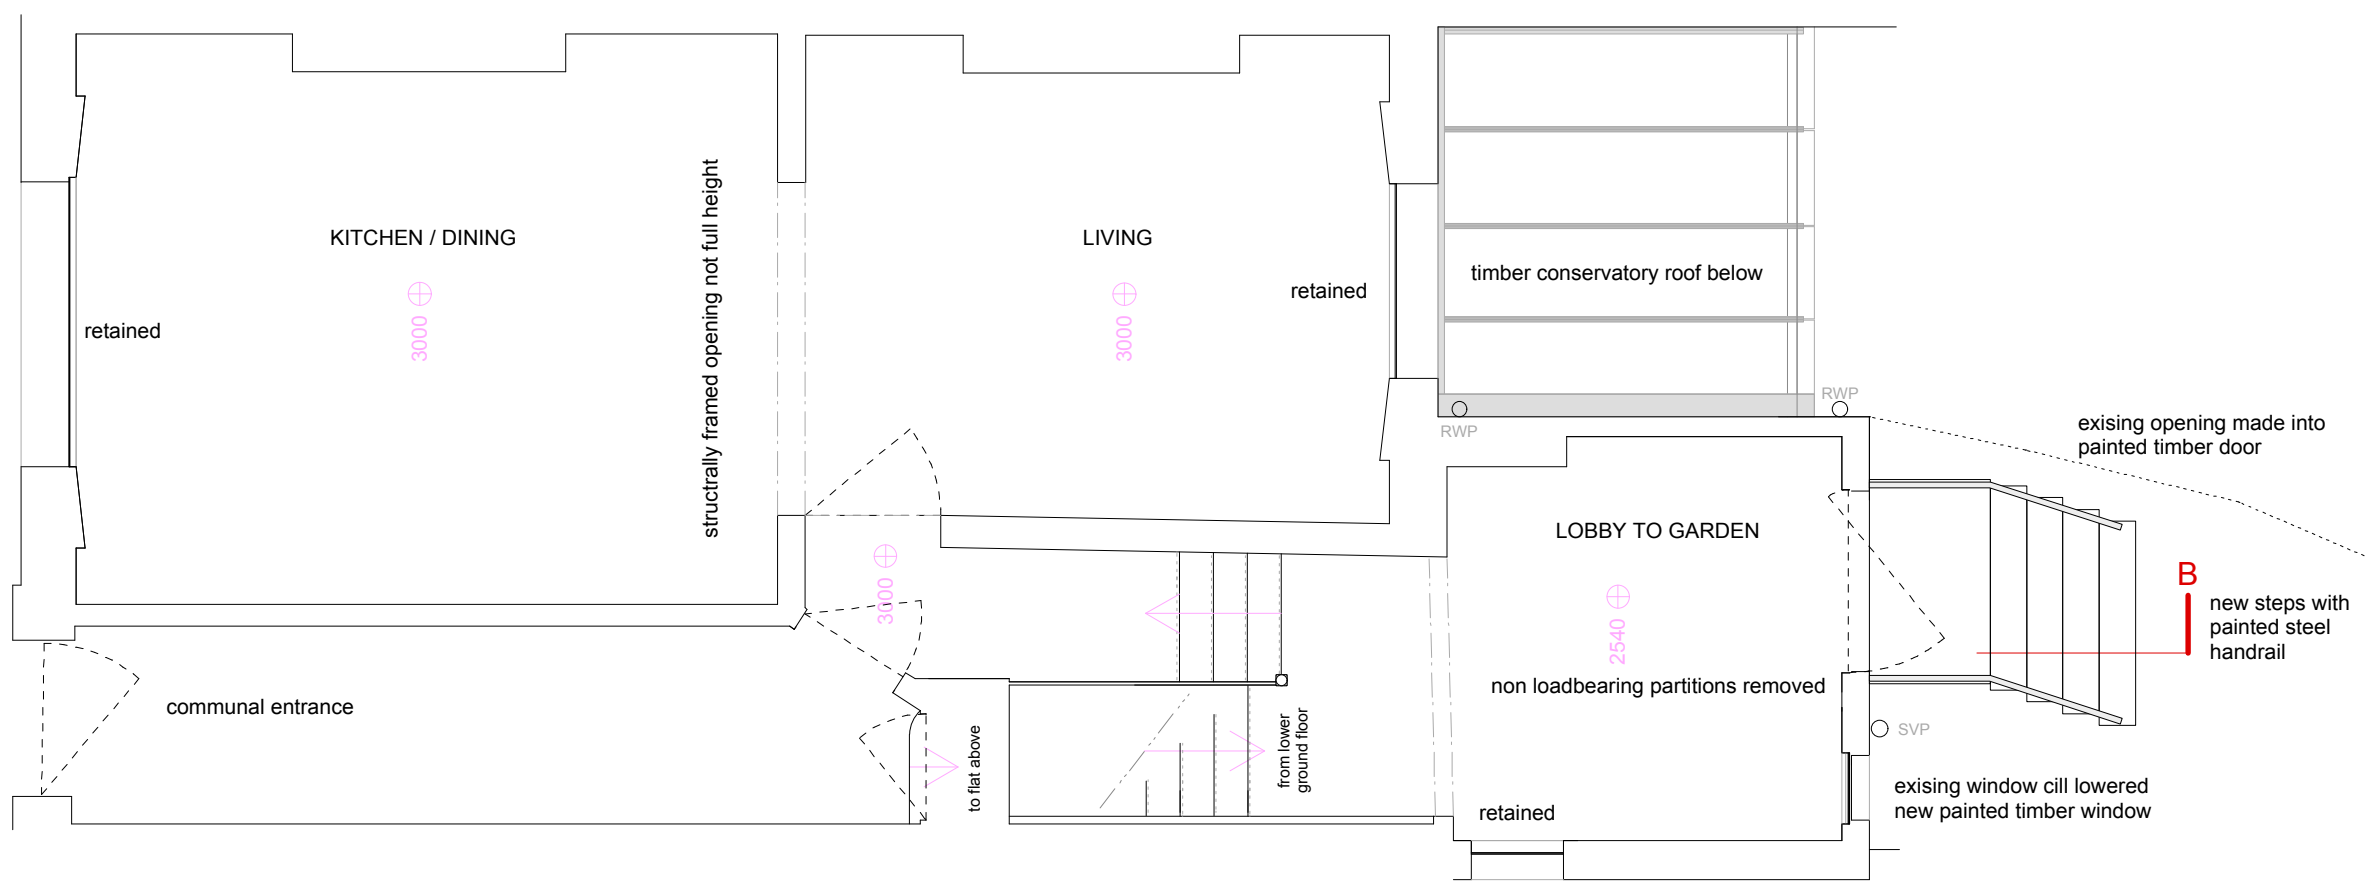 KITCHEN / DINING
3000
retained
structrally framed opening not full height
LIVING
3000
retained
timber conservatory roof below
RWP
RWP
exising opening made into
painted timber door
LOBBY TO GARDEN
2540
non loadbearing partitions removed
3000
B
new steps with
painted steel
handrail
communal entrance
to flat above
from lower
ground floor
SVP
exising window cill lowered
new painted timber window
retained